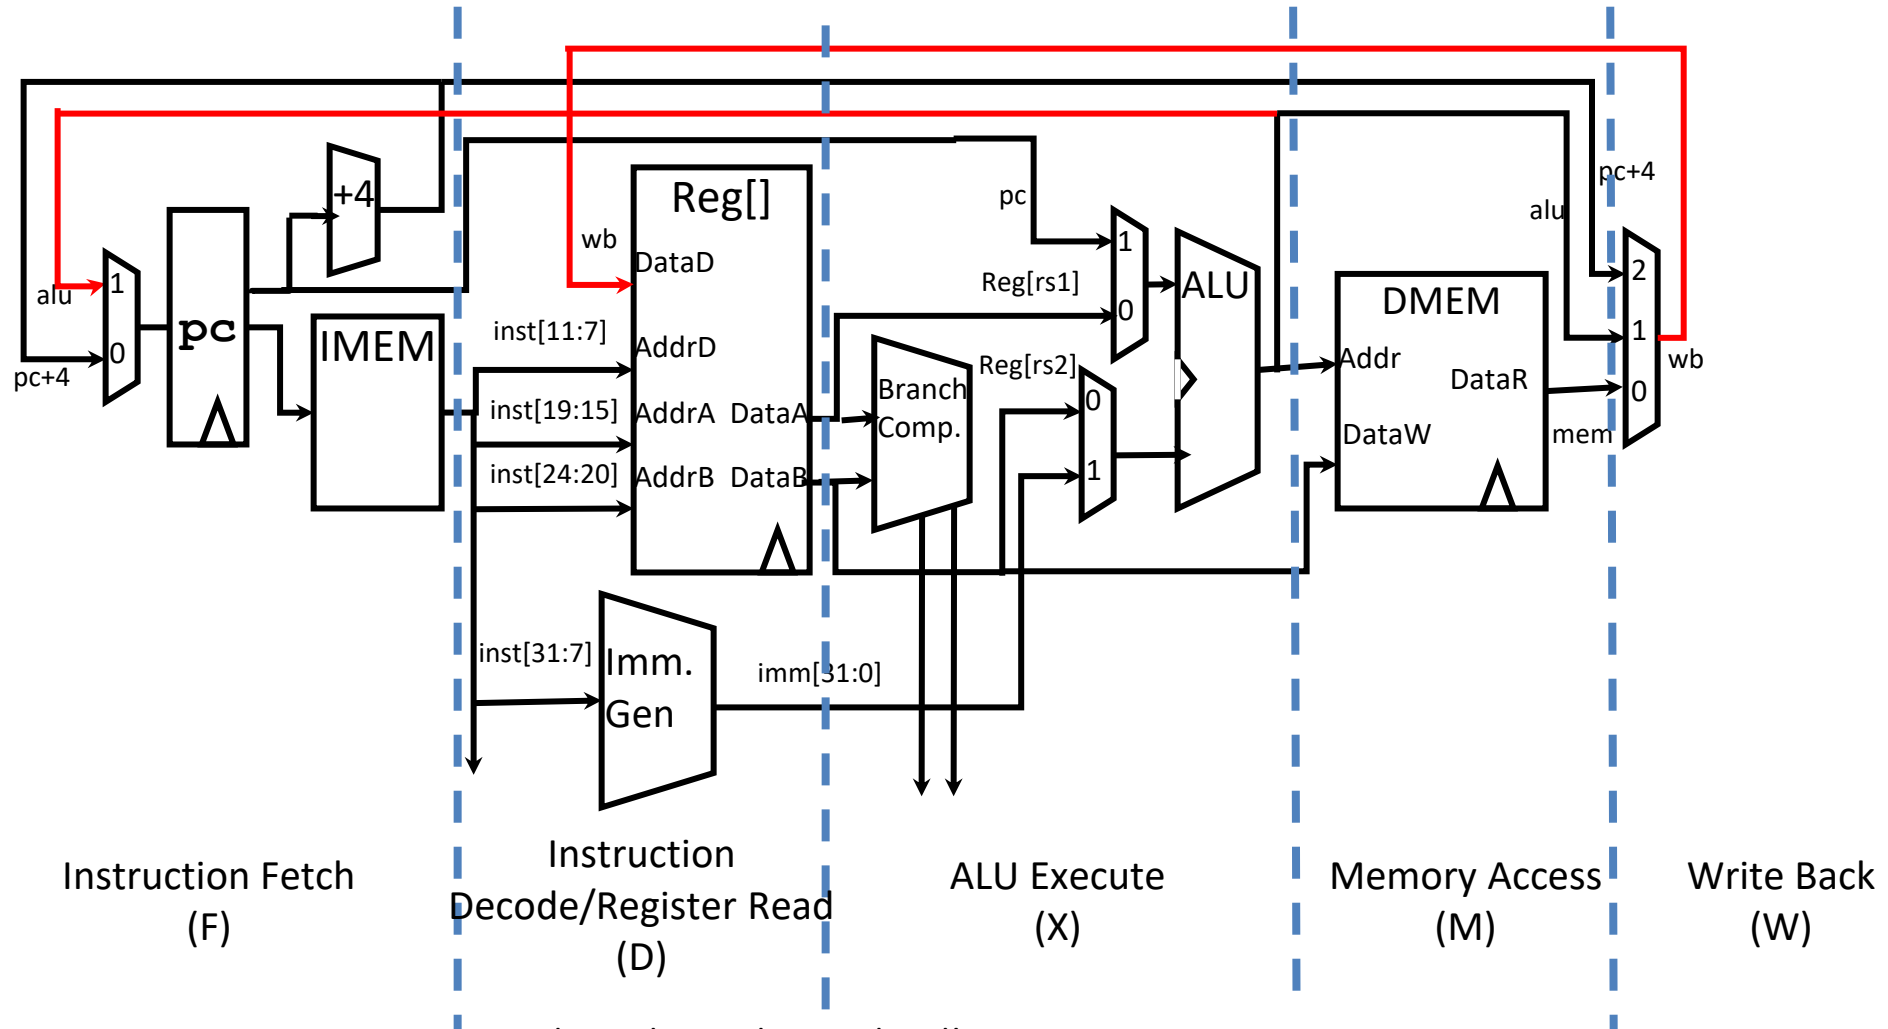 +4
alu
1
0
pc+4
pc
IMEM
wb
Reg[]
DataD
inst[11:7]
AddrD
inst[19:15]
AddrA DataA
inst[24:20]
AddrB DataB
inst[31:7]
Imm.
Gen
imm[31:0]
pc
Reg[rs1]
1
0
Branch
Comp.
Reg[rs2]
0
1
ALU
DMEM
Addr
DataR
DataW
pc+4
alu
mem
2
1
0
wb
Instruction Fetch
(F)
Instruction
Decode/Register Read
(D)
ALU Execute
(X)
Memory Access
(M)
Write Back
(W)